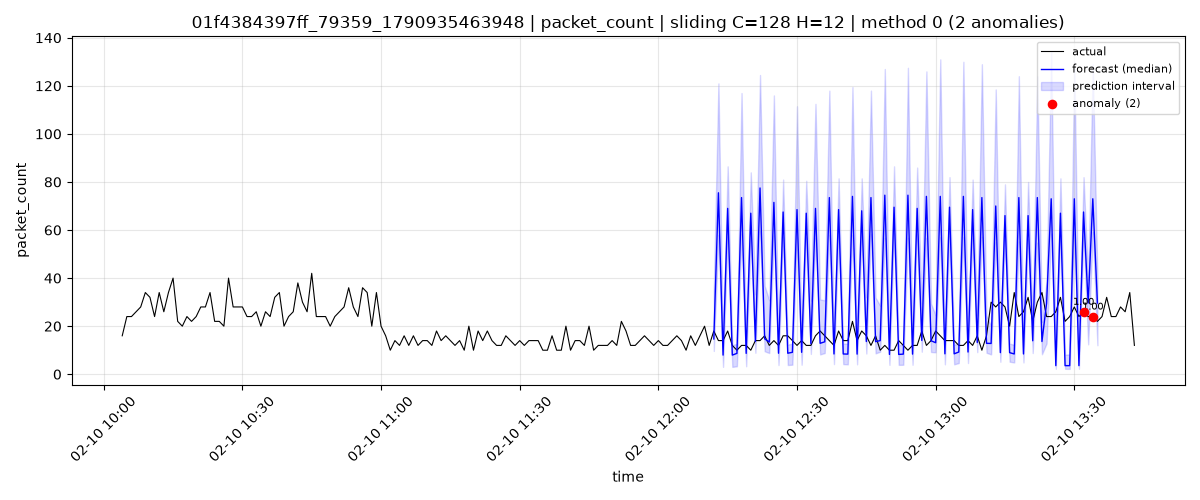 01f4384397ff_79359_1790935463948 | packet_count | sliding C=128 H=12 | method 0 (2 anomalies)
actual
forecast (median)
prediction interval
anomaly (2)
packet_count
140
120
100
80
60
40
20
0
02-10 10:00
02-10 10:30
02-10 11:00
02-10 11:30
02-10 12:00
02-10 12:30
02-10 13:00
02-10 13:30
time